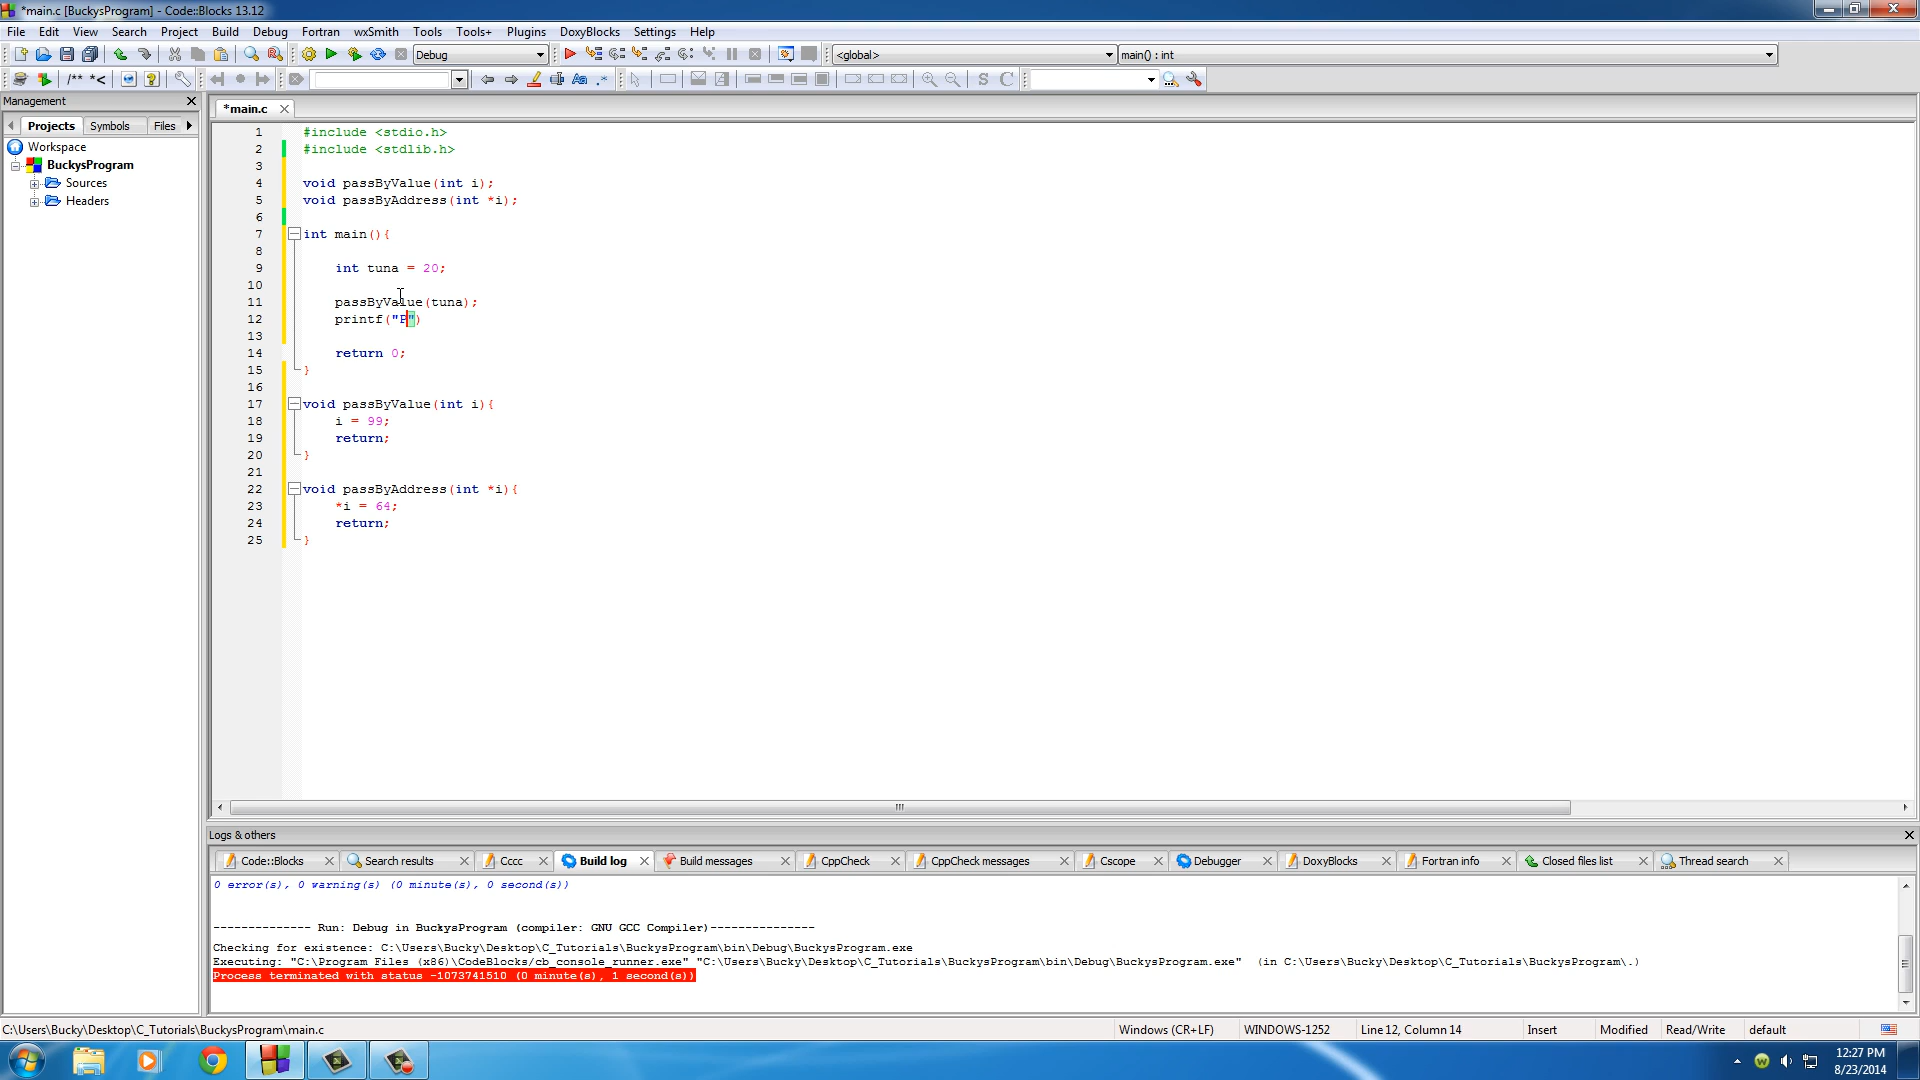 *main.c [BuckysProgram] - Code::Blocks 13.12
File Edit View Search Project Build Debug Fortran wxSmith Tools Tools+ Plugins DoxyBlocks Settings Help
Debug <global> main() : int
/** *< Aa .* S C
Management
*main.c
Projects Symbols Files
Workspace
BuckysProgram
Sources
Headers
1 #include <stdio.h>
2 #include <stdlib.h>
3
4 void passByValue(int i);
5 void passByAddress(int *i);
6
7 int main(){
8
9 int tuna = 20;
10
11 passByValue(tuna);
12 printf("P")
13
14 return 0;
15 }
16
17 void passByValue(int i){
18 i = 99;
19 return;
20 }
21
22 void passByAddress(int *i){
23 *i = 64;
24 return;
25 }
Logs & others
Code::Blocks Search results Cccc Build log Build messages CppCheck CppCheck messages Cscope Debugger DoxyBlocks Fortran info Closed files list Thread search
0 error(s), 0 warning(s) (0 minute(s), 0 second(s))
-------------- Run: Debug in BuckysProgram (compiler: GNU GCC Compiler)---------------
Checking for existence: C:\Users\Bucky\Desktop\C_Tutorials\BuckysProgram\bin\Debug\BuckysProgram.exe
Executing: "C:\Program Files (x86)\CodeBlocks/cb_console_runner.exe" "C:\Users\Bucky\Desktop\C_Tutorials\BuckysProgram\bin\Debug\BuckysProgram.exe" (in C:\Users\Bucky\Desktop\C_Tutorials\BuckysProgram\.)
Process terminated with status -1073741510 (0 minute(s), 1 second(s))
C:\Users\Bucky\Desktop\C_Tutorials\BuckysProgram\main.c Windows (CR+LF) WINDOWS-1252 Line 12, Column 14 Insert Modified Read/Write default
12:27 PM
8/23/2014